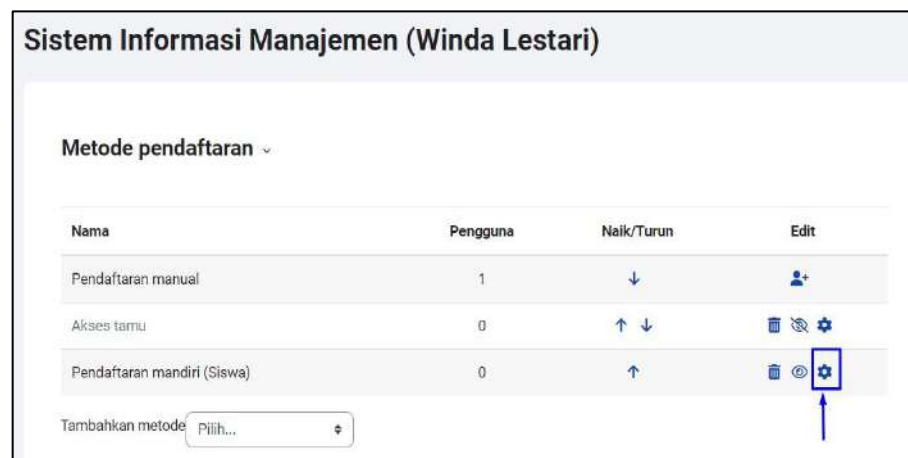 Sistem Informasi Manajemen (Winda Lestari)
Metode pendaftaran
Nama Pengguna Naik/Turun Edit
Pendaftaran manual 1
Akses tamu 0
Pendaftaran mandiri (Siswa) 0
Tambahkan metode Pilih...